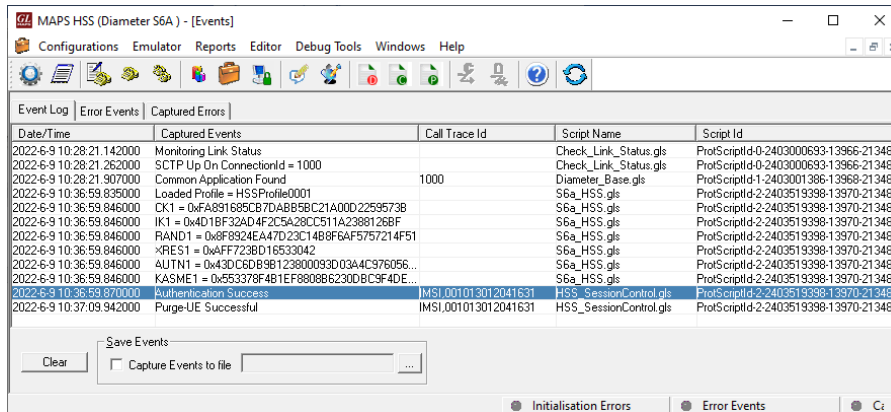 GL MAPS HSS (Diameter S6A ) - [Events]
Configurations Emulator Reports Editor Debug Tools Windows Help
Event Log Error Events Captured Errors
Date/Time Captured Events Call Trace Id Script Name Script Id
2022-6-9 10:28:21.142000 Monitoring Link Status Check_Link_Status.gls ProtScriptId-0-2403000693-13966-21348
2022-6-9 10:28:21.262000 SCTP Up On ConnectionId = 1000 Check_Link_Status.gls ProtScriptId-0-2403000693-13966-21348
2022-6-9 10:28:21.907000 Common Application Found 1000 Diameter_Base.gls ProtScriptId-1-2403001386-13968-21348
2022-6-9 10:36:59.835000 Loaded Profile = HSSProfile0001 S6a_HSS.gls ProtScriptId-2-2403519398-13970-21348
2022-6-9 10:36:59.846000 CK1 = 0xFA891685CB7DABB5BC21A00D2259573B S6a_HSS.gls ProtScriptId-2-2403519398-13970-21348
2022-6-9 10:36:59.846000 IK1 = 0x4D1BF32AD4F2C5A28CC511A2388126BF S6a_HSS.gls ProtScriptId-2-2403519398-13970-21348
2022-6-9 10:36:59.846000 RAND1 = 0x8F8924EA47D23C14B8F6AF5757214F51 S6a_HSS.gls ProtScriptId-2-2403519398-13970-21348
2022-6-9 10:36:59.846000 XRES1 = 0xAFF723BD16533042 S6a_HSS.gls ProtScriptId-2-2403519398-13970-21348
2022-6-9 10:36:59.846000 AUTN1 = 0x43DC6DB9B123800093D03A4C976056... S6a_HSS.gls ProtScriptId-2-2403519398-13970-21348
2022-6-9 10:36:59.846000 KASME1 = 0x553378F4B1EF8808B6230DBC9F4DE... S6a_HSS.gls ProtScriptId-2-2403519398-13970-21348
2022-6-9 10:36:59.870000 Authentication Success IMSI,001013012041631 HSS_SessionControl.gls ProtScriptId-2-2403519398-13970-21348
2022-6-9 10:37:09.942000 Purge-UE Successful IMSI,001013012041631 HSS_SessionControl.gls ProtScriptId-2-2403519398-13970-21348
Save Events
Clear Capture Events to file ...
Initialisation Errors Error Events Ca